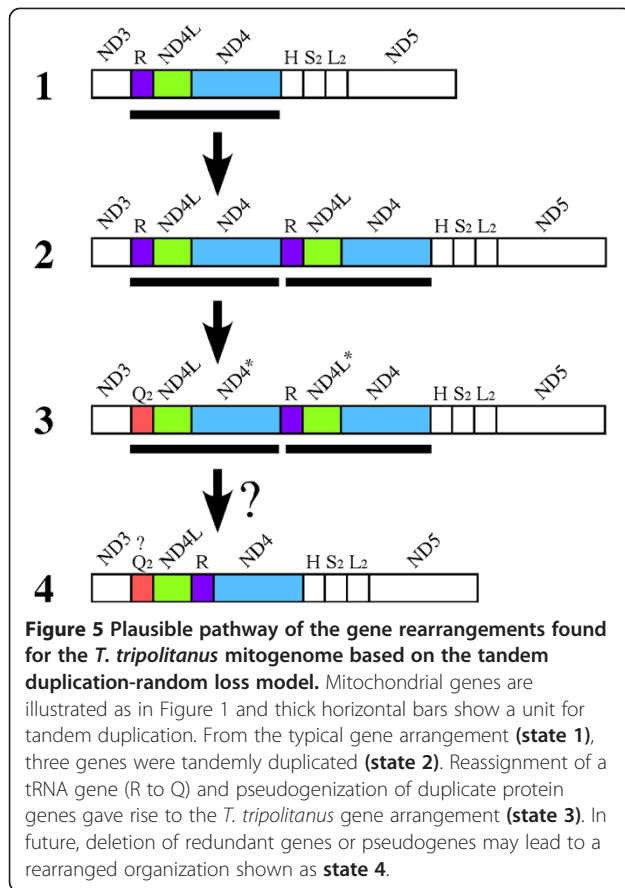 ND3 R ND4L ND4 H S2 L2 ND5
1
ND3 R ND4L ND4 R ND4L ND4 H S2 L2 ND5
2
ND3 Q2 ND4L ND4* R ND4L* ND4 H S2 L2 ND5
3
?
ND3 ? Q2 ND4L R ND4 H S2 L2 ND5
4
Figure 5 Plausible pathway of the gene rearrangements found
for the T. tripolitanus mitogenome based on the tandem
duplication-random loss model. Mitochondrial genes are
illustrated as in Figure 1 and thick horizontal bars show a unit for
tandem duplication. From the typical gene arrangement (state 1),
three genes were tandemly duplicated (state 2). Reassignment of a
tRNA gene (R to Q) and pseudogenization of duplicate protein
genes gave rise to the T. tripolitanus gene arrangement (state 3). In
future, deletion of redundant genes or pseudogenes may lead to a
rearranged organization shown as state 4.